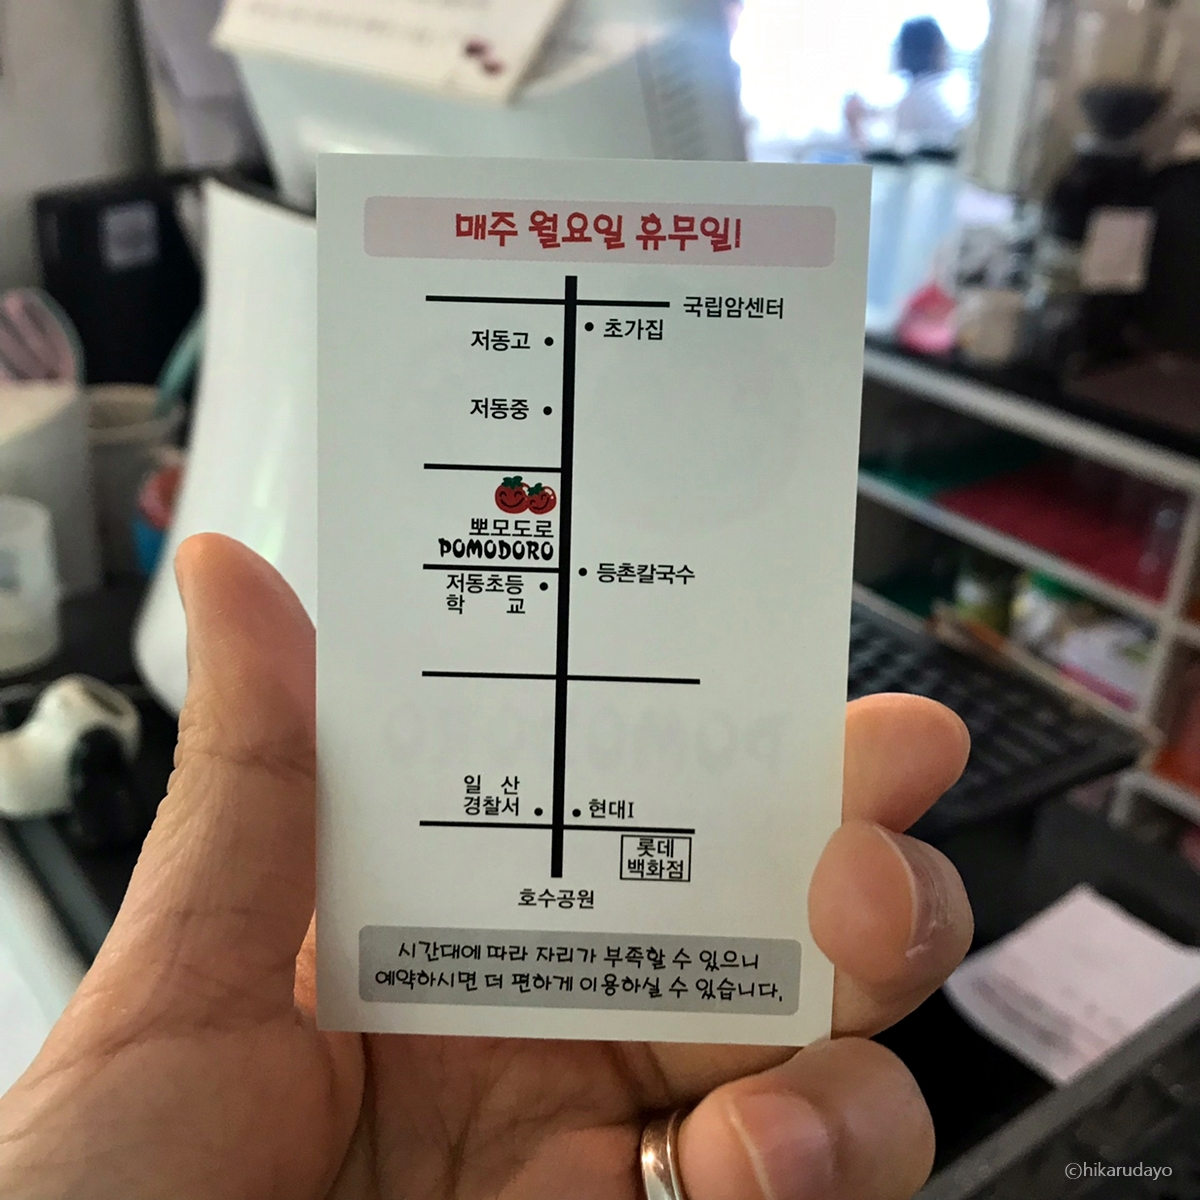 매주 월요일 휴무일!
국립암센터
초가집
저동고
저동중
뽀모도로
POMODORO
등촌칼국수
저동초등
학 교
일 산
경찰서
현대I
롯데
백화점
호수공원
시간대에 따라 자리가 부족할 수 있으니
예약하시면 더 편하게 이용하실 수 있습니다.
©hikarudayo